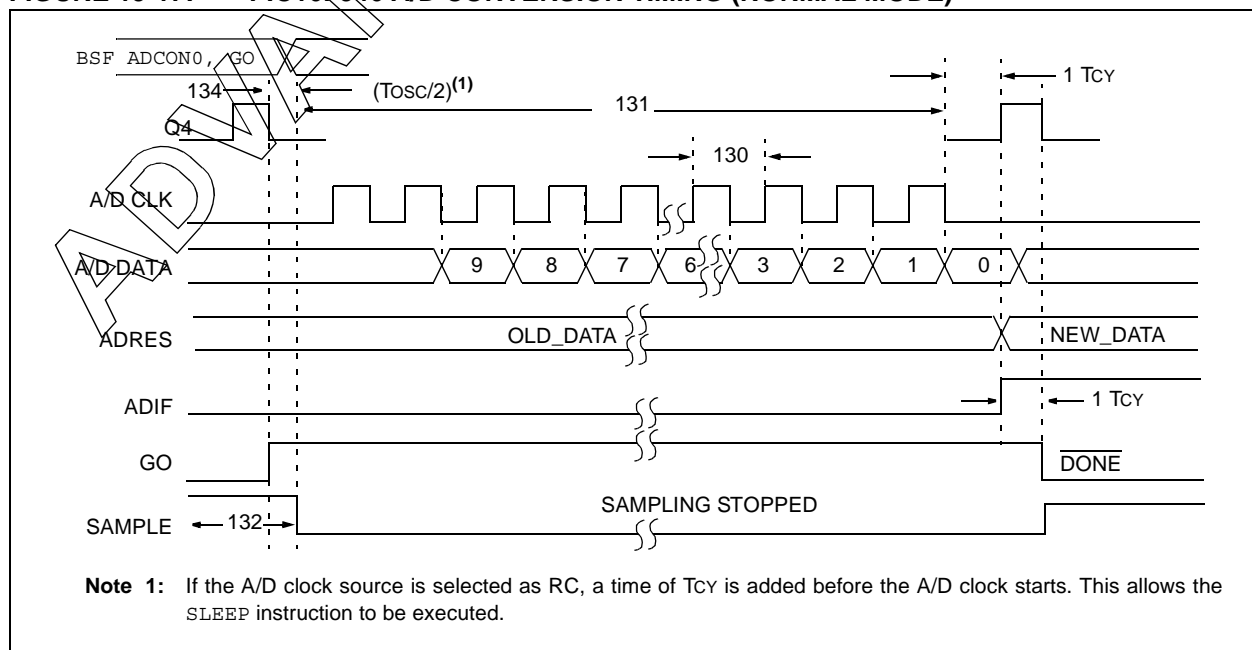 BSF ADCON0, GO
134
(TOSC/2)(1)
131
1 TCY
Q4
130
A/D CLK
A/D DATA
9 8 7 6 3 2 1 0
ADRES
OLD_DATA
NEW_DATA
ADIF
1 TCY
GO
DONE
SAMPLE
132
SAMPLING STOPPED
Note 1: If the A/D clock source is selected as RC, a time of TCY is added before the A/D clock starts. This allows the
SLEEP instruction to be executed.